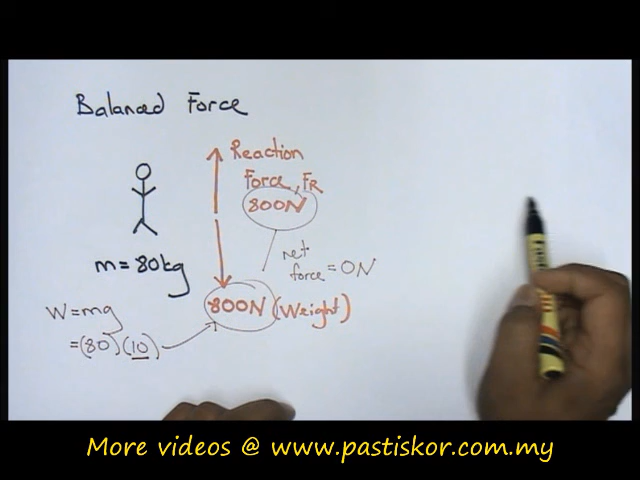 Balanced Force
Reaction
Force, FR
800N
m = 80kg
net
force = 0N
800N (Weight)
W = mg
= (80)(10)
More videos @ www.pastiskor.com.my